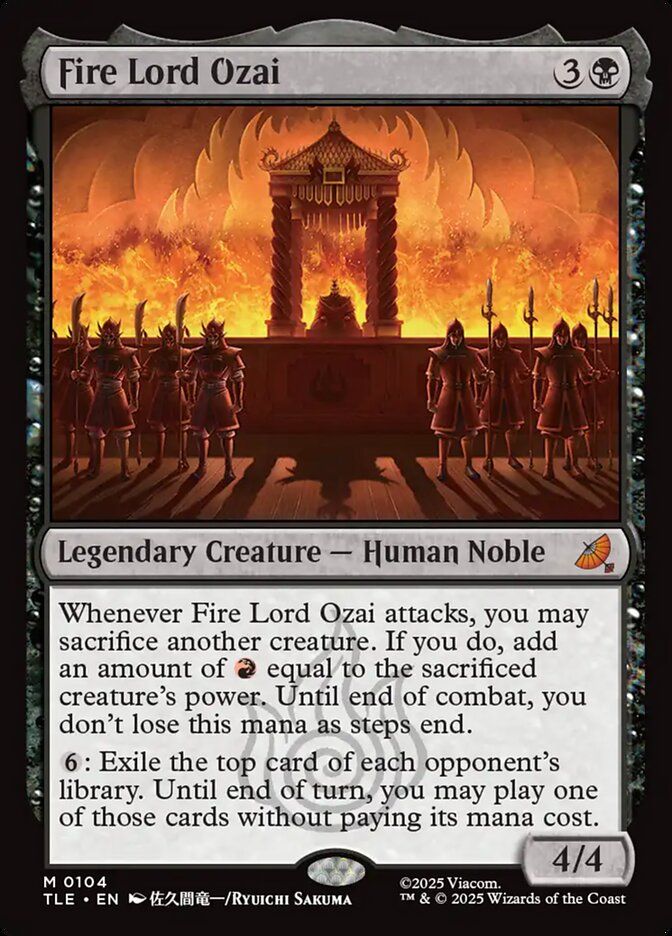 Fire Lord Ozai 3
Legendary Creature — Human Noble
Whenever Fire Lord Ozai attacks, you may
sacrifice another creature. If you do, add
an amount of equal to the sacrificed
creature's power. Until end of combat, you
don't lose this mana as steps end.
6: Exile the top card of each opponent's
library. Until end of turn, you may play one
of those cards without paying its mana cost.
4/4
M 0104
TLE • EN 佐久間竜一/Ryuichi Sakuma
©2025 Viacom.
™ & © 2025 Wizards of the Coast